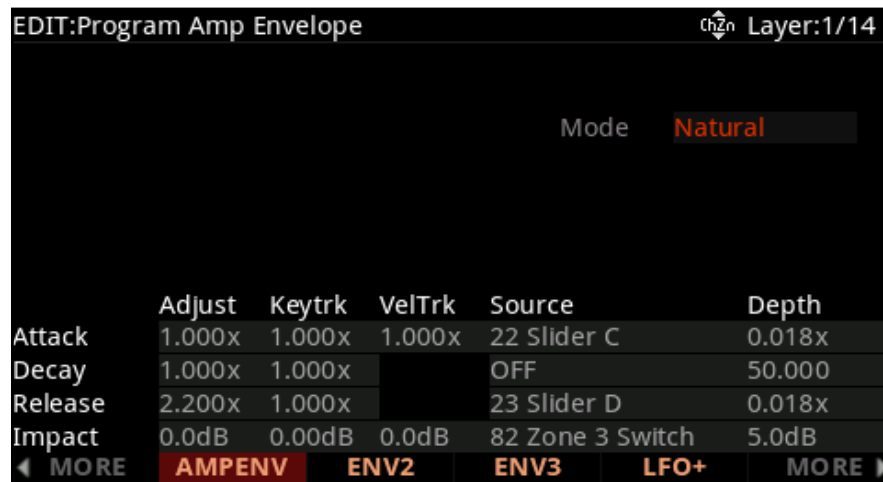 EDIT:Program Amp Envelope ChZn Layer:1/14
Mode Natural
Adjust Keytrk VelTrk Source Depth
Attack 1.000x 1.000x 1.000x 22 Slider C 0.018x
Decay 1.000x 1.000x OFF 50.000
Release 2.200x 1.000x 23 Slider D 0.018x
Impact 0.0dB 0.00dB 0.0dB 82 Zone 3 Switch 5.0dB
MORE AMPENV ENV2 ENV3 LFO+ MORE